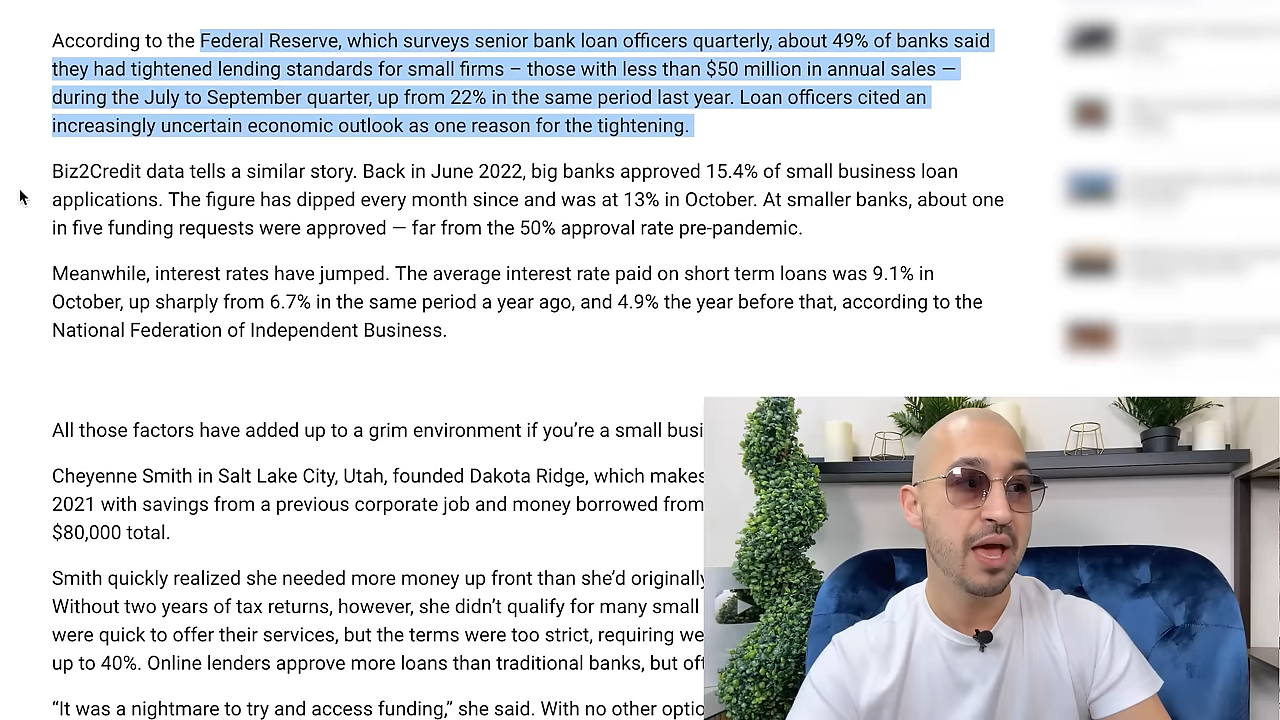 According to the Federal Reserve, which surveys senior bank loan officers quarterly, about 49% of banks said
they had tightened lending standards for small firms – those with less than $50 million in annual sales —
during the July to September quarter, up from 22% in the same period last year. Loan officers cited an
increasingly uncertain economic outlook as one reason for the tightening.
Biz2Credit data tells a similar story. Back in June 2022, big banks approved 15.4% of small business loan
applications. The figure has dipped every month since and was at 13% in October. At smaller banks, about one
in five funding requests were approved — far from the 50% approval rate pre-pandemic.
Meanwhile, interest rates have jumped. The average interest rate paid on short term loans was 9.1% in
October, up sharply from 6.7% in the same period a year ago, and 4.9% the year before that, according to the
National Federation of Independent Business.
All those factors have added up to a grim environment if you’re a small busi
Cheyenne Smith in Salt Lake City, Utah, founded Dakota Ridge, which makes
2021 with savings from a previous corporate job and money borrowed from
$80,000 total.
Smith quickly realized she needed more money up front than she’d originally
Without two years of tax returns, however, she didn’t qualify for many small
were quick to offer their services, but the terms were too strict, requiring we
up to 40%. Online lenders approve more loans than traditional banks, but oft
“It was a nightmare to try and access funding,” she said. With no other optio